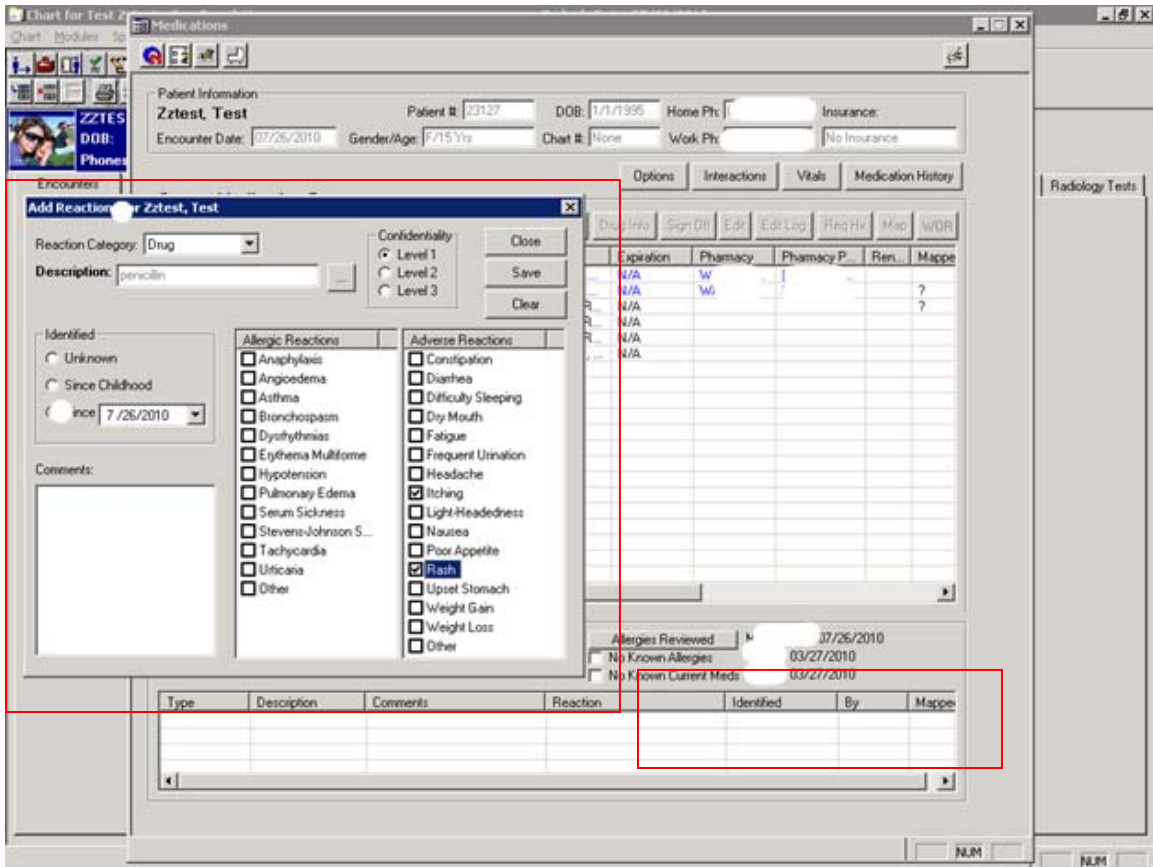 Chart for Test Z
Medications
Chart Modules Sp
Patient Information
Zztest, Test Patient #: 23127 DOB: 1/1/1995 Home Ph: Insurance:
Encounter Date: 07/26/2010 Gender/Age: F/15 Yrs Chart #: None Work Ph: No Insurance
ZZTES
DOB:
Phones
Options Interactions Vitals Medication History
Encounters
Radiology Tests
Add Reaction or Zztest, Test
Drug Info Sign Off Edit Edit Log Req Hx Map WDR
Reaction Category: Drug
Description: penicilin ...
Confidentiality
Level 1
Level 2
Level 3
Close
Save
Clear
Expiration Pharmacy Pharmacy P... Ren... Mappe
N/A W
N/A W ?
R... N/A ?
N/A
R... N/A
, ... N/A
Identified
Unknown
Since Childhood
ince 7 /26/2010
Comments:
Allergic Reactions
Anaphylaxis
Angioedema
Asthma
Bronchospasm
Dysrhythmias
Erythema Multiforme
Hypotension
Pulmonary Edema
Serum Sickness
Stevens-Johnson S...
Tachycardia
Urticaria
Other
Adverse Reactions
Constipation
Diarrhea
Difficulty Sleeping
Dry Mouth
Fatigue
Frequent Urination
Headache
Itching
Light-Headedness
Nausea
Poor Appetite
Rash
Upset Stomach
Weight Gain
Weight Loss
Other
Allergies Reviewed 07/26/2010
No Known Allergies 03/27/2010
No Known Current Meds 03/27/2010
Type Description Comments Reaction Identified By Mapped
NUM
NUM